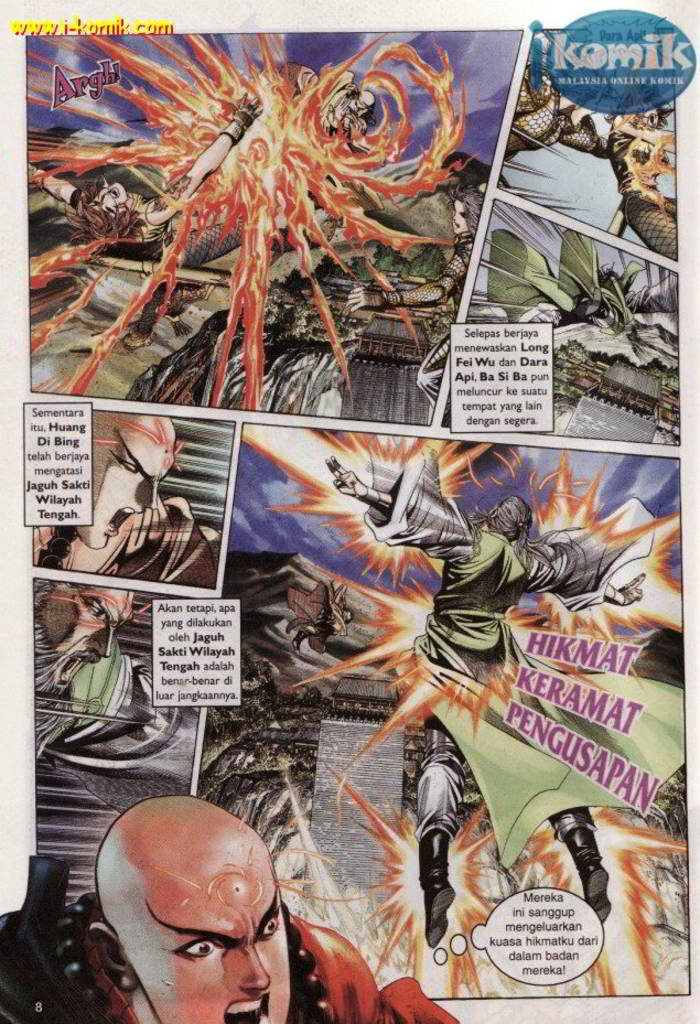 www.i-komik.com
Dara Api
komik
MALAYSIA ONLINE KOMIK
Argh
Selepas berjaya
menewaskan Long
Fei Wu dan Dara
Api, Ba Si Ba pun
meluncur ke suatu
tempat yang lain
dengan segera.
Sementara
itu, Huang
Di Bing
telah berjaya
mengatasi
Jaguh Sakti
Wilayah
Tengah.
Akan tetapi, apa
yang dilakukan
oleh Jaguh
Sakti Wilayah
Tengah adalah
benar-benar di
luar jangkaannya.
HIKMAT
KERAMAT
PENGUSAPAN
Mereka
ini sanggup
mengeluarkan
kuasa hikmatku dari
dalam badan
mereka!
8